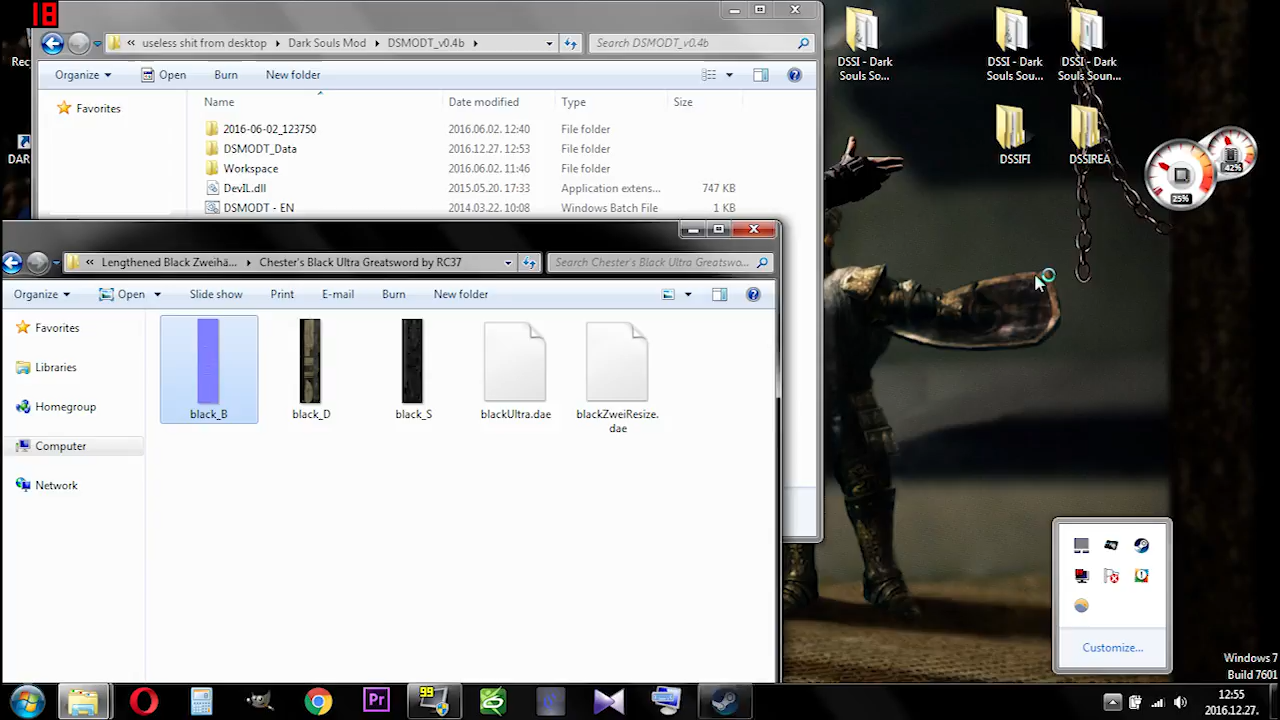 18
useless shit from desktop
Dark Souls Mod
DSMODT_v0.4b
Search DSMODT_v0.4b
Organize
Open
Burn
New folder
Favorites
Name
Date modified
Type
Size
2016-06-02_123750
2016.06.02. 12:40
File folder
DSMODT_Data
2016.12.27. 12:53
File folder
Workspace
2016.06.02. 11:46
File folder
DevIL.dll
2015.05.20. 17:33
Application extens...
747 KB
DSMODT - EN
2014.03.22. 10:08
Windows Batch File
1 KB
Rec
DAR
DSSI - Dark
Souls So...
DSSI - Dark
Souls Sou...
DSSI - Dark
Souls Soun...
DSSIFI
DSSIREA
42%
25%
Lengthened Black Zweihä...
Chester's Black Ultra Greatsword by RC37
Search Chester's Black Ultra Greatswo...
Organize
Open
Slide show
Print
E-mail
Burn
New folder
Favorites
Libraries
Homegroup
Computer
Network
black_B
black_D
black_S
blackUltra.dae
blackZweiResize.
dae
Customize...
Windows 7
Build 7601
99
Pr
12:55
2016.12.27.